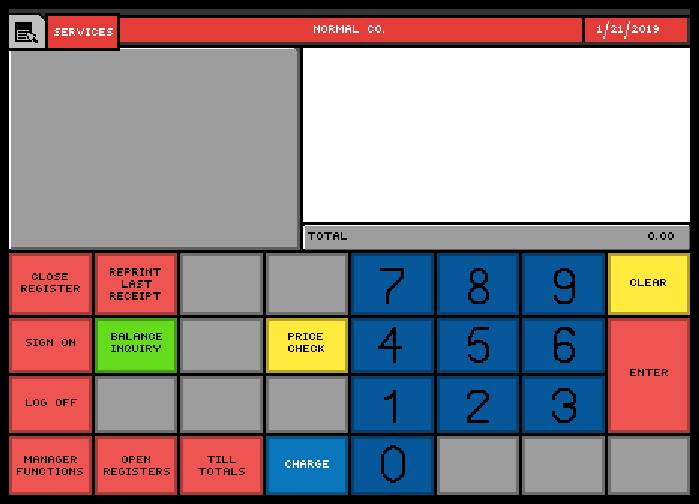 SERVICES
NORMAL CO.
1/21/2019
TOTAL 0.00
CLOSE
REGISTER
REPRINT
LAST
RECEIPT
7
8
9
CLEAR
SIGN ON
BALANCE
INQUIRY
PRICE
CHECK
4
5
6
ENTER
LOG OFF
1
2
3
MANAGER
FUNCTIONS
OPEN
REGISTERS
TILL
TOTALS
CHARGE
0